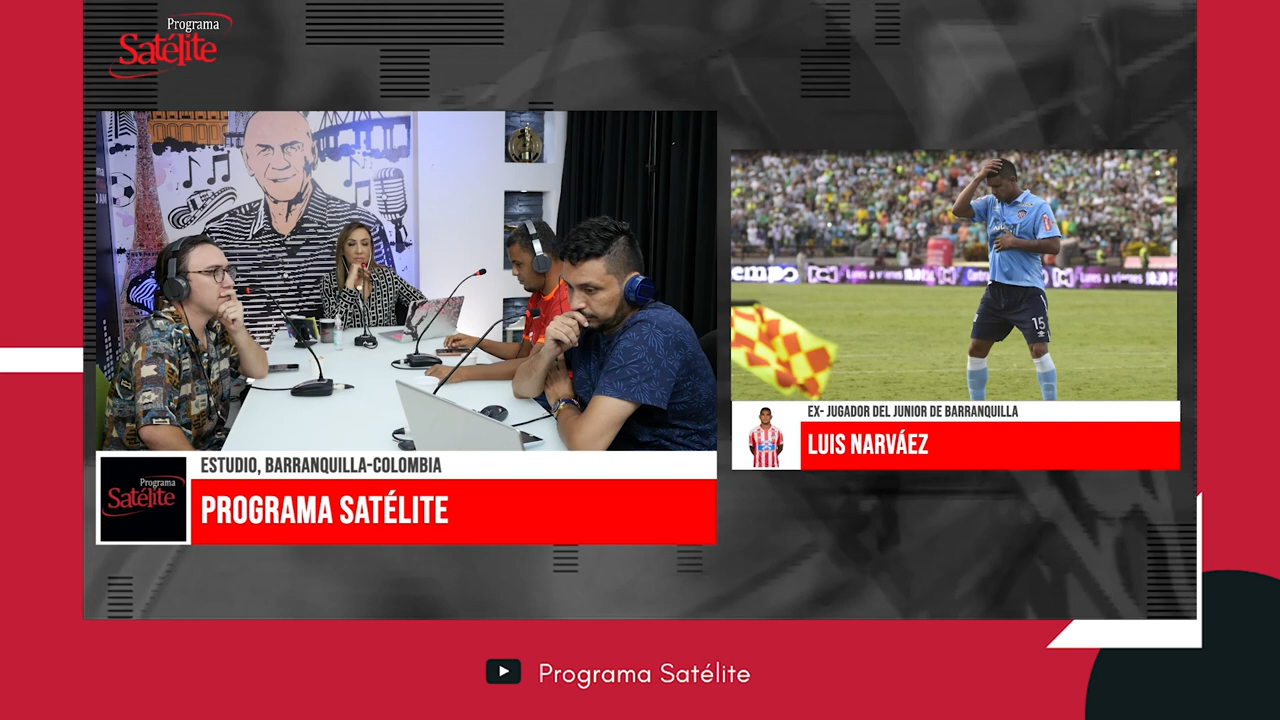 Programa
Satélite
EX- JUGADOR DEL JUNIOR DE BARRANQUILLA
LUIS NARVÁEZ
15
ESTUDIO, BARRANQUILLA-COLOMBIA
PROGRAMA SATÉLITE
Programa
Satélite
Programa Satélite